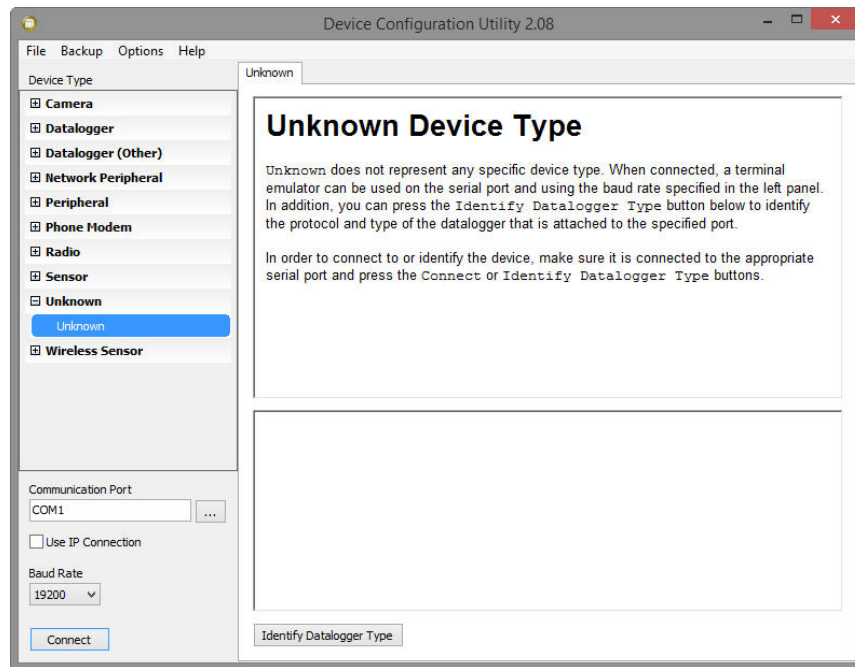 Device Configuration Utility 2.08
File Backup Options Help
Device Type
Camera
Datalogger
Datalogger (Other)
Network Peripheral
Peripheral
Phone Modem
Radio
Sensor
Unknown
Unknown
Wireless Sensor
Communication Port
COM1
...
Use IP Connection
Baud Rate
19200
Connect
Unknown
Unknown Device Type
Unknown does not represent any specific device type. When connected, a terminal
emulator can be used on the serial port and using the baud rate specified in the left panel.
In addition, you can press the Identify Datalogger Type button below to identify
the protocol and type of the datalogger that is attached to the specified port.
In order to connect to or identify the device, make sure it is connected to the appropriate
serial port and press the Connect or Identify Datalogger Type buttons.
Identify Datalogger Type